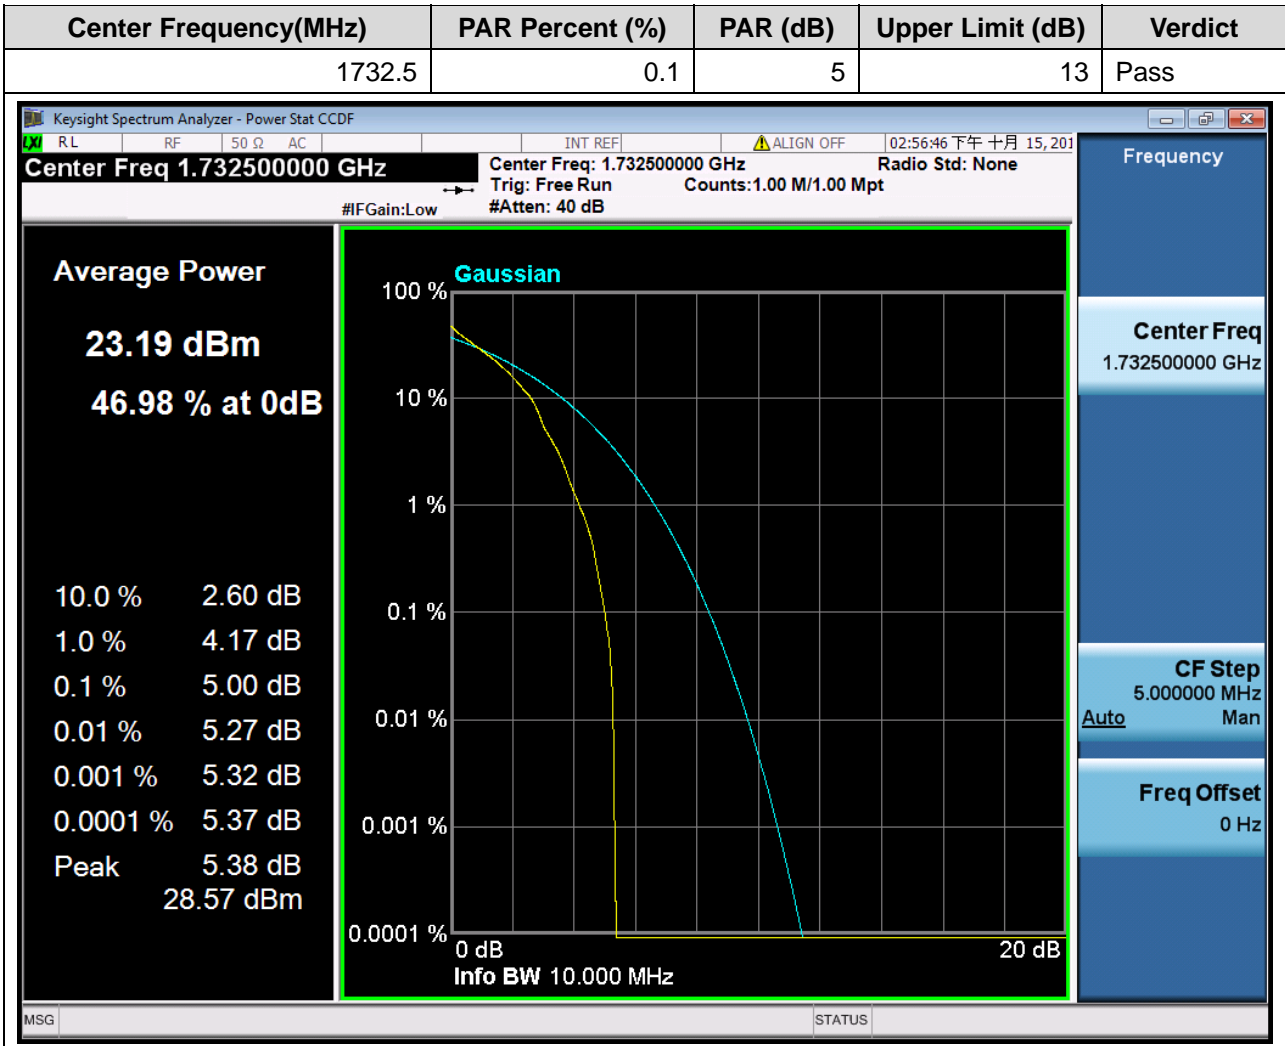 Center Frequency(MHz) PAR Percent (%) PAR (dB) Upper Limit (dB) Verdict
1732.5 0.1 5 13 Pass
Keysight Spectrum Analyzer - Power Stat CCDF
LXI RL RF 50 Ω AC INT REF ALIGN OFF 02:56:46 下午 十月 15, 201
Center Freq 1.732500000 GHz
Center Freq: 1.732500000 GHz Radio Std: None
Trig: Free Run Counts:1.00 M/1.00 Mpt
#IFGain:Low #Atten: 40 dB
Average Power
23.19 dBm
46.98 % at 0dB
10.0 % 2.60 dB
1.0 % 4.17 dB
0.1 % 5.00 dB
0.01 % 5.27 dB
0.001 % 5.32 dB
0.0001 % 5.37 dB
Peak 5.38 dB
28.57 dBm
Gaussian
100 %
10 %
1 %
0.1 %
0.01 %
0.001 %
0.0001 %
0 dB 20 dB
Info BW 10.000 MHz
Frequency
Center Freq
1.732500000 GHz
CF Step
5.000000 MHz
Auto Man
Freq Offset
0 Hz
MSG STATUS